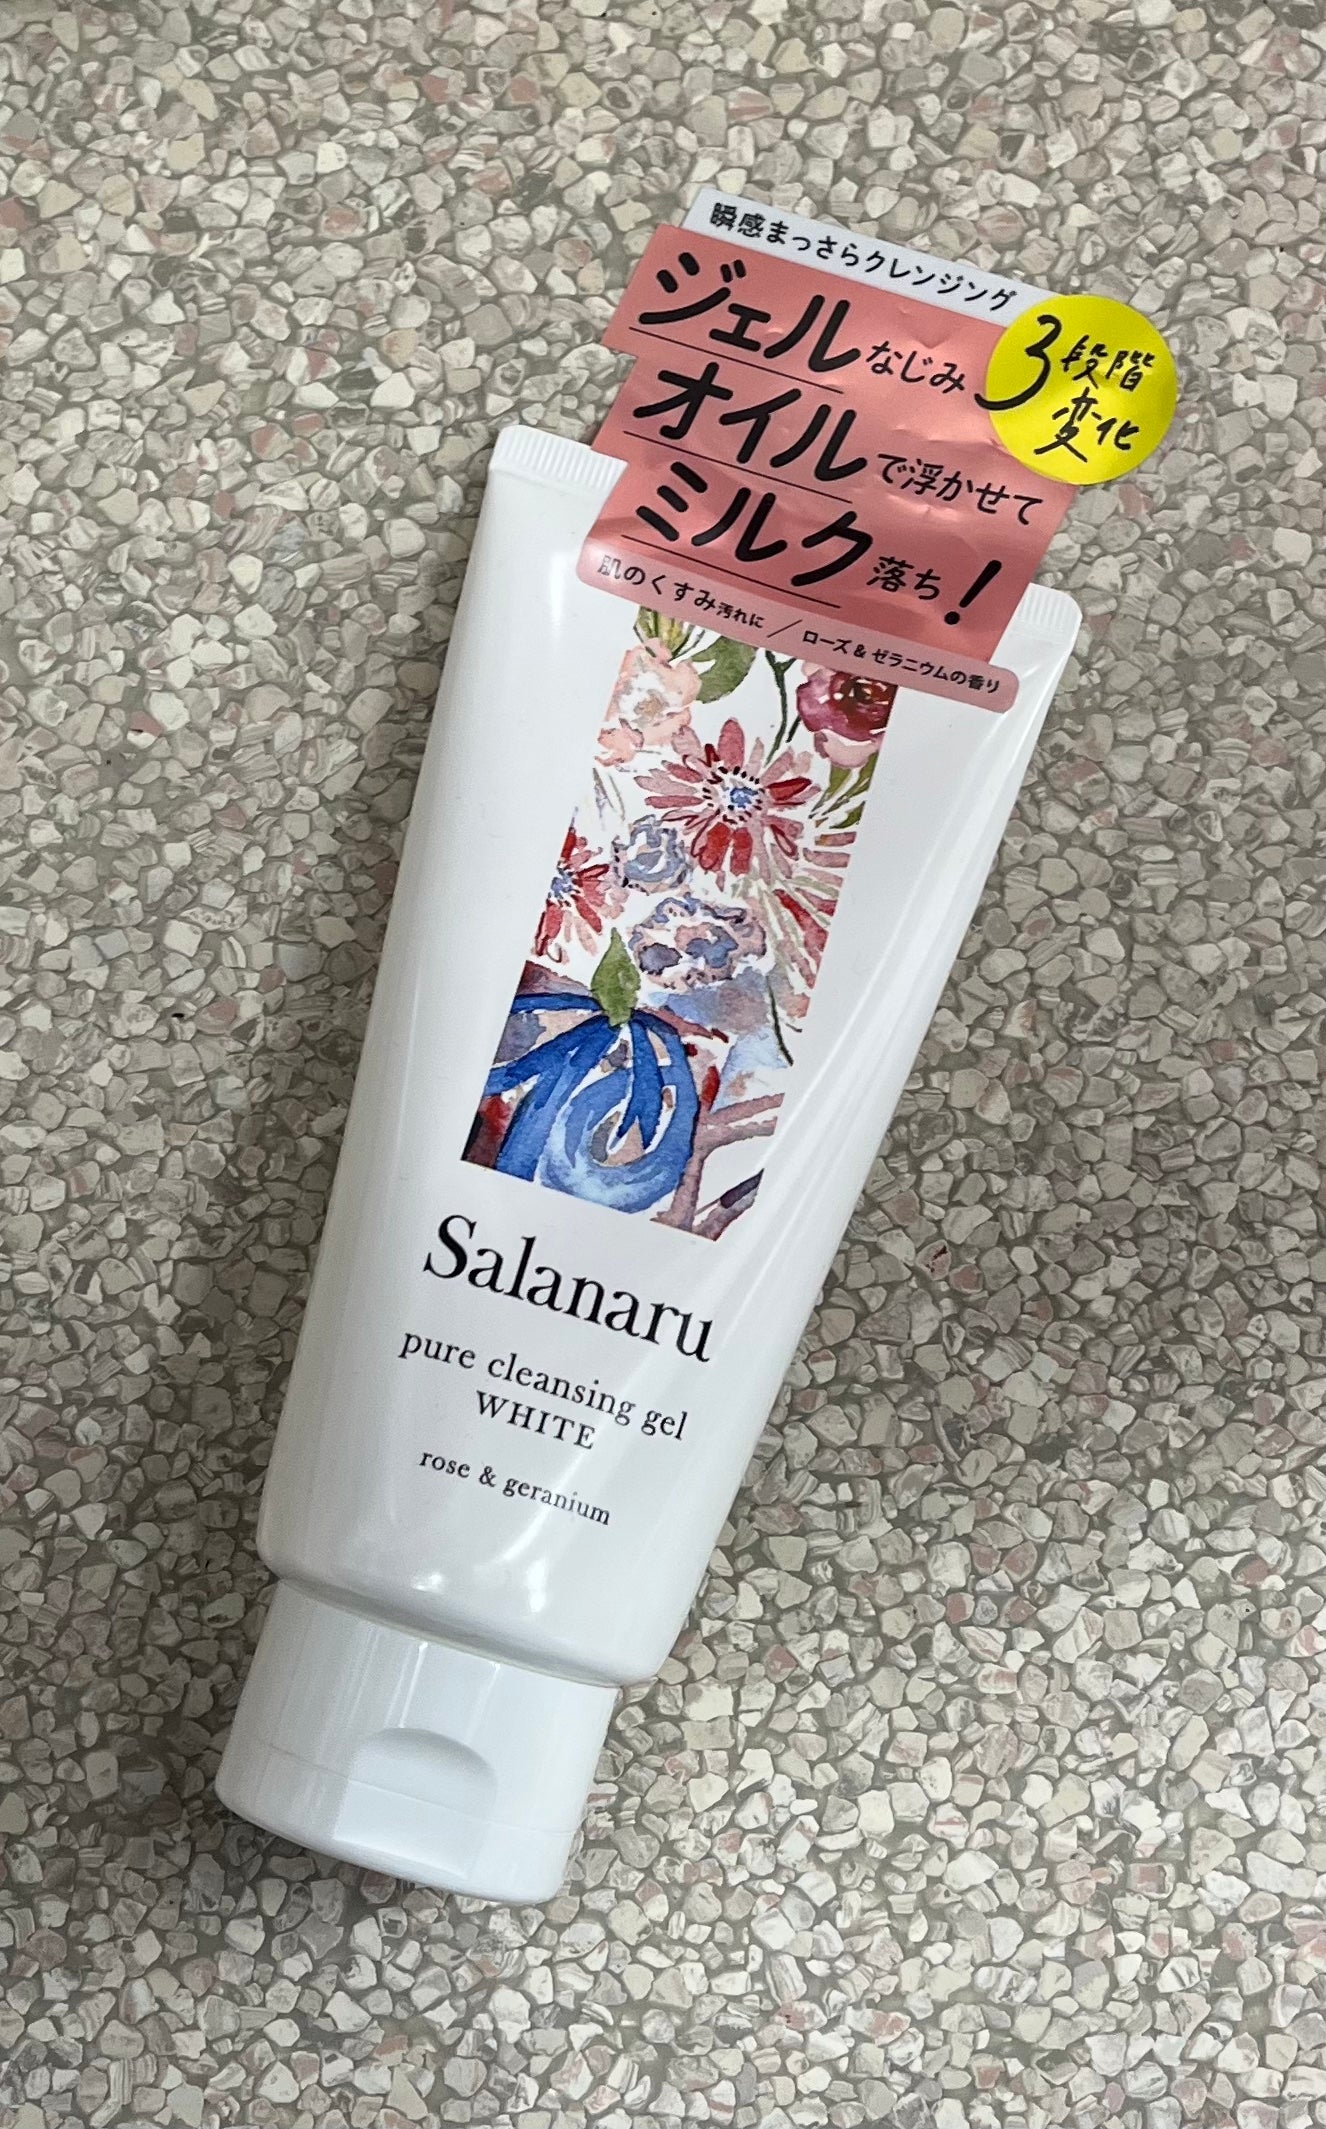 瞬感まっさらクレンジング
ジェルなじみ
オイルで浮かせて
ミルク落ち!
3段階
変化
肌のくすみ汚れに／ローズ&ゼラニウムの香り
Salanaru
pure cleansing gel
WHITE
rose & geranium